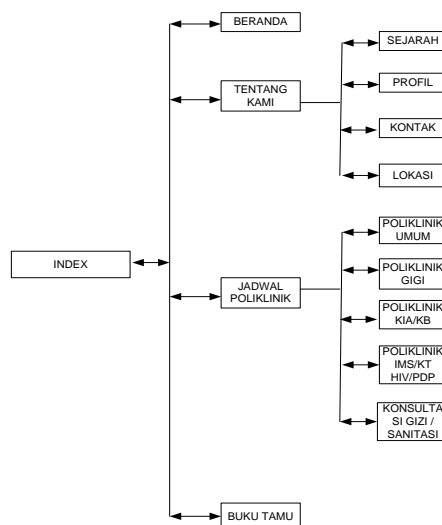 BERANDA
SEJARAH
TENTANG
KAMI
PROFIL
KONTAK
LOKASI
INDEX
JADWAL
POLIKLINIK
POLIKLINIK
UMUM
POLIKLINIK
GIGI
POLIKLINIK
KIA/KB
POLIKLINIK
IMS/KT
HIV/PDP
KONSULTA
SI GIZI /
SANITASI
BUKU TAMU